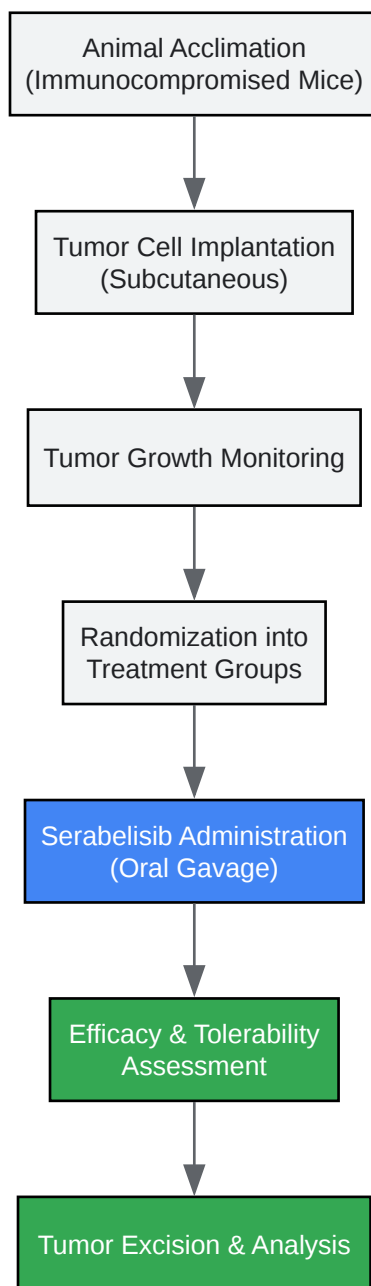 Animal Acclimation
(Immunocompromised Mice)
Tumor Cell Implantation
(Subcutaneous)
Tumor Growth Monitoring
Randomization into
Treatment Groups
Serabelisib Administration
(Oral Gavage)
Efficacy & Tolerability
Assessment
Tumor Excision & Analysis